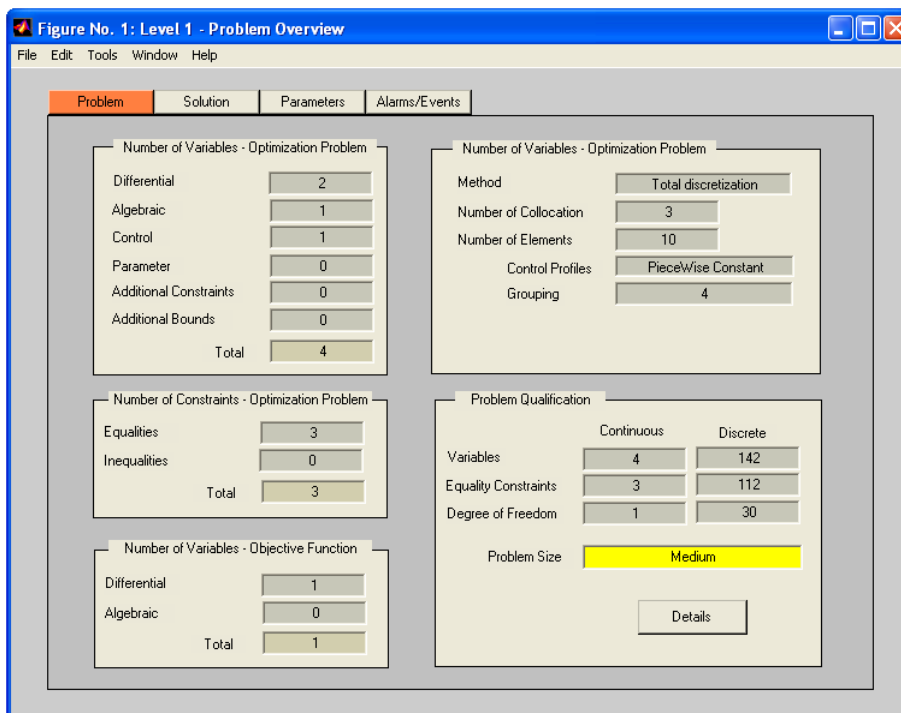 Figure No. 1: Level 1 - Problem Overview
File Edit Tools Window Help
Problem Solution Parameters Alarms/Events
Number of Variables - Optimization Problem
Differential 2
Algebraic 1
Control 1
Parameter 0
Additional Constraints 0
Additional Bounds 0
Total 4
Number of Constraints - Optimization Problem
Equalities 3
Inequalities 0
Total 3
Number of Variables - Objective Function
Differential 1
Algebraic 0
Total 1
Number of Variables - Optimization Problem
Method Total discretization
Number of Collocation 3
Number of Elements 10
Control Profiles PieceWise Constant
Grouping 4
Problem Qualification
Continuous Discrete
Variables 4 142
Equality Constraints 3 112
Degree of Freedom 1 30
Problem Size Medium
Details